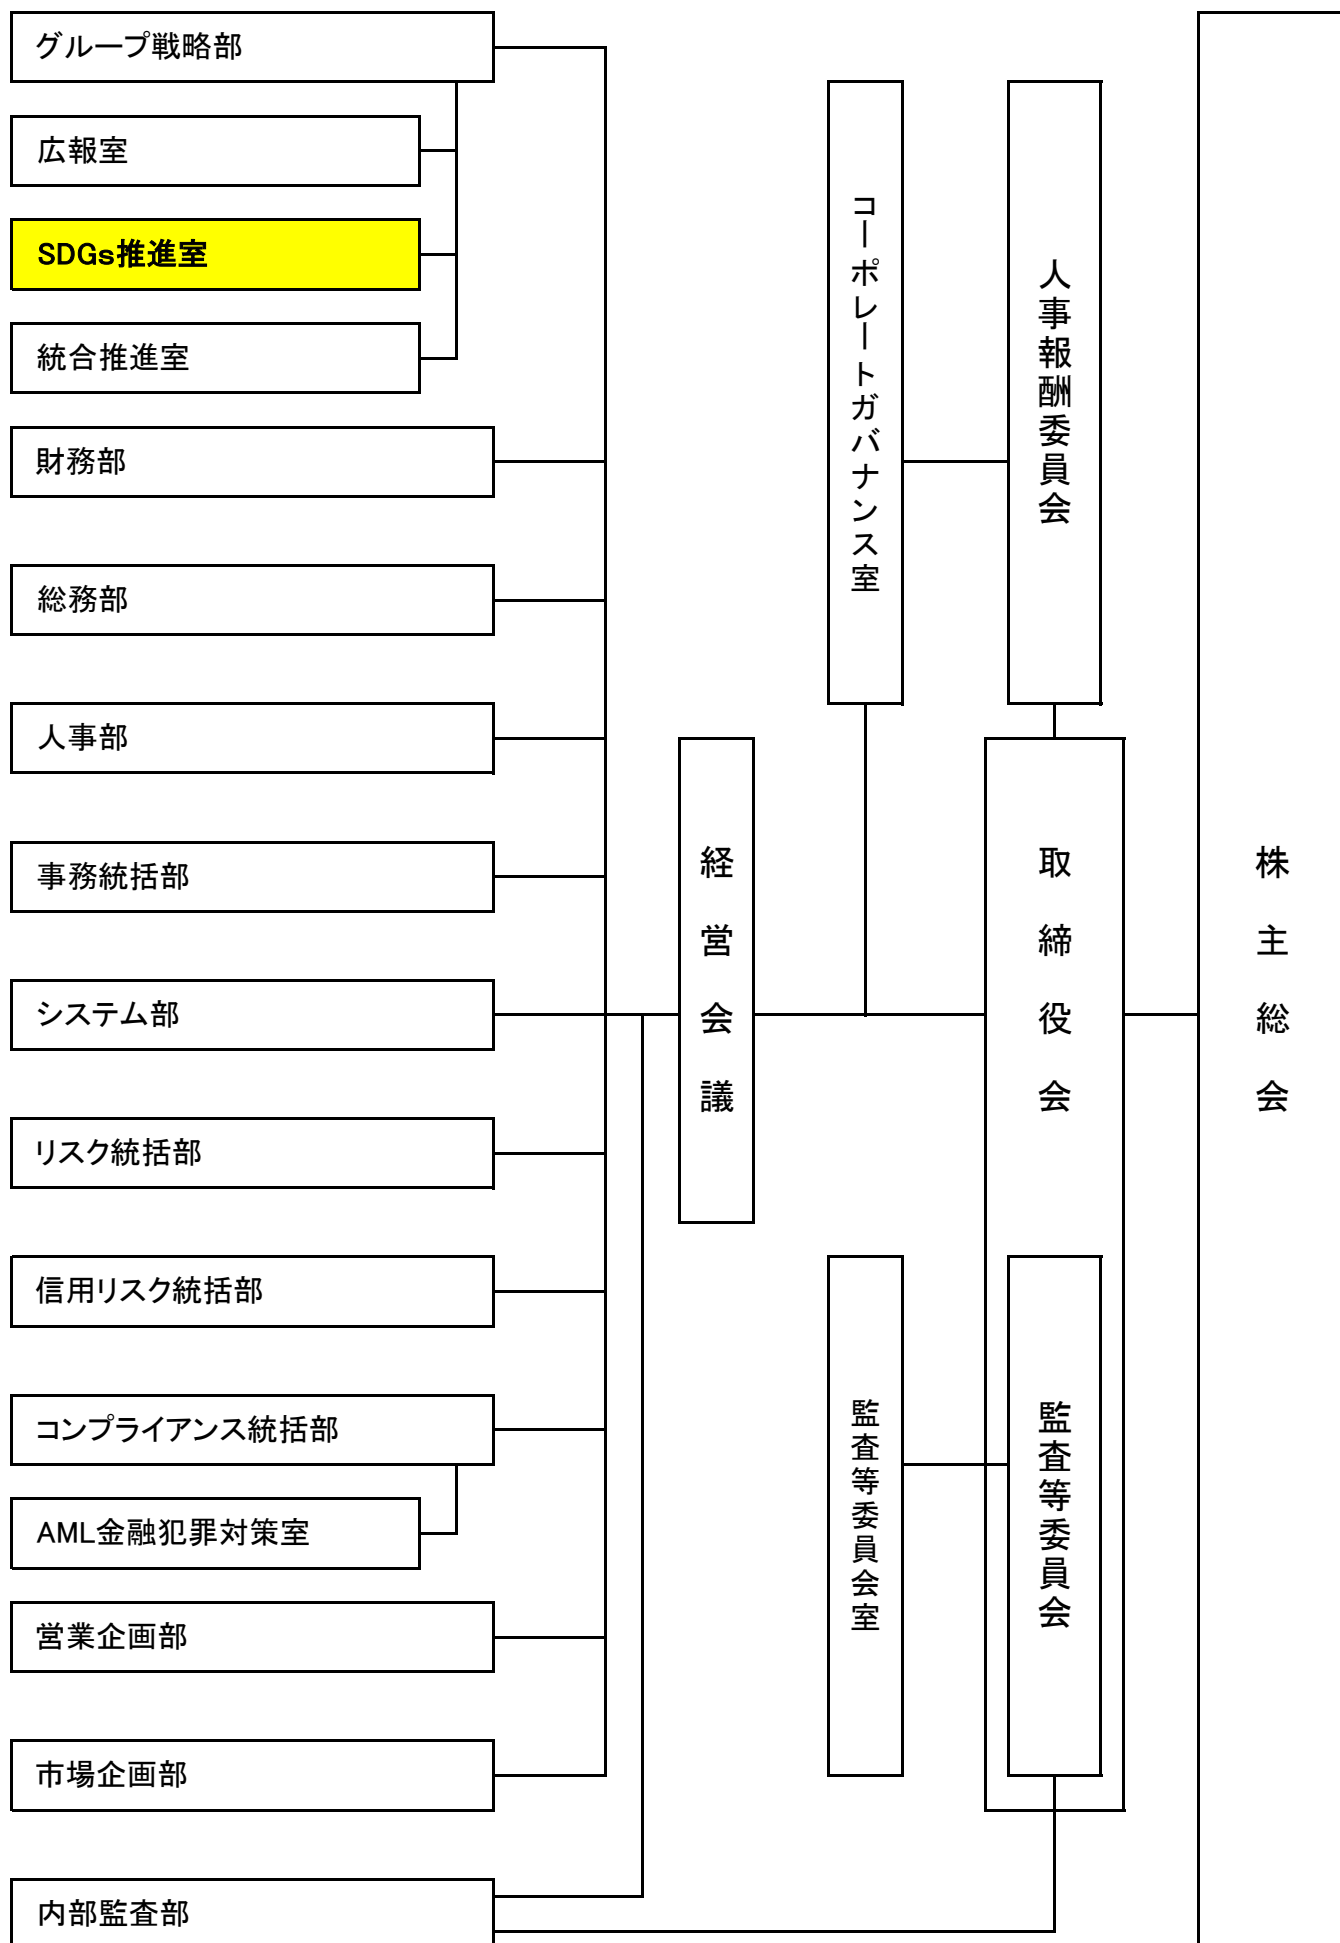 グループ戦略部
広報室
SDGs推進室
統合推進室
財務部
総務部
人事部
事務統括部
システム部
リスク統括部
信用リスク統括部
コンプライアンス統括部
AML金融犯罪対策室
営業企画部
市場企画部
内部監査部
経営会議
コーポレートガバナンス室
監査等委員会室
人事報酬委員会
取締役会
監査等委員会
株主総会